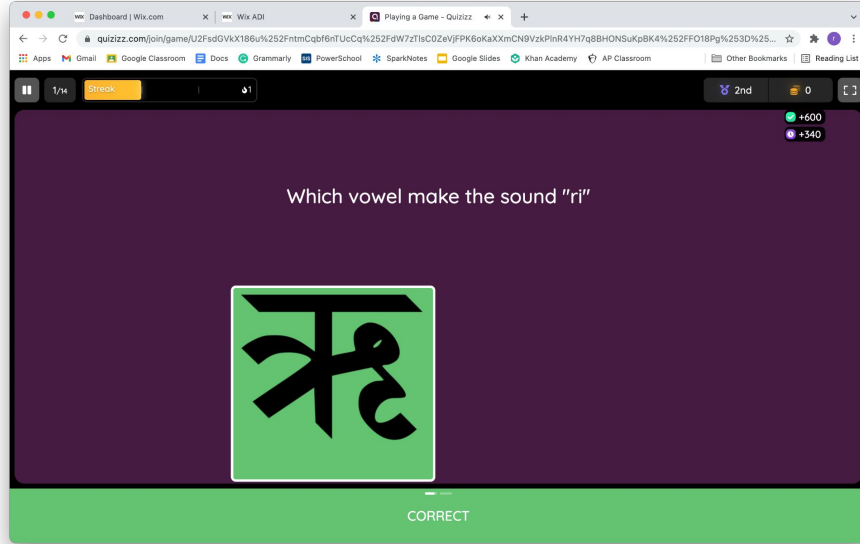 Dashboard | Wix.com
Wix ADI
Playing a Game - Quizizz
quizizz.com/join/game/U2FsdGVkX186u%252FntmCqbf6nTUcCq%252FdW7zTIsC0ZeVjFPK6oKaXXmCN9VzkPlnR4YH7q8BHONSuKpBK4%252FFO18Pg%253D%25...
Apps Gmail Google Classroom Docs Grammarly PowerSchool SparkNotes Google Slides Khan Academy AP Classroom Other Bookmarks Reading List
1/14 Streak 1 2nd 0
+600
+340
Which vowel make the sound "ri"
ऋ
CORRECT